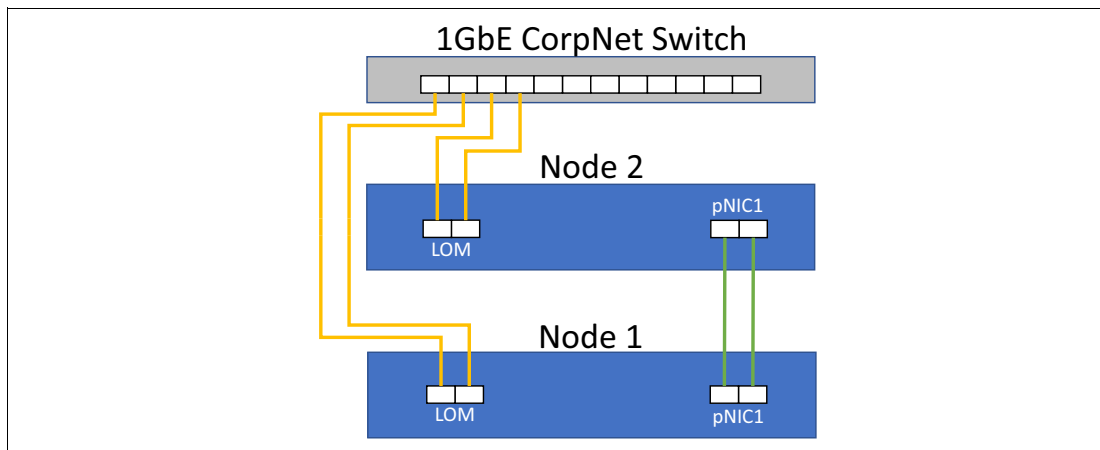 1GbE CorpNet Switch
Node 2
pNIC1
LOM
Node 1
LOM
pNIC1